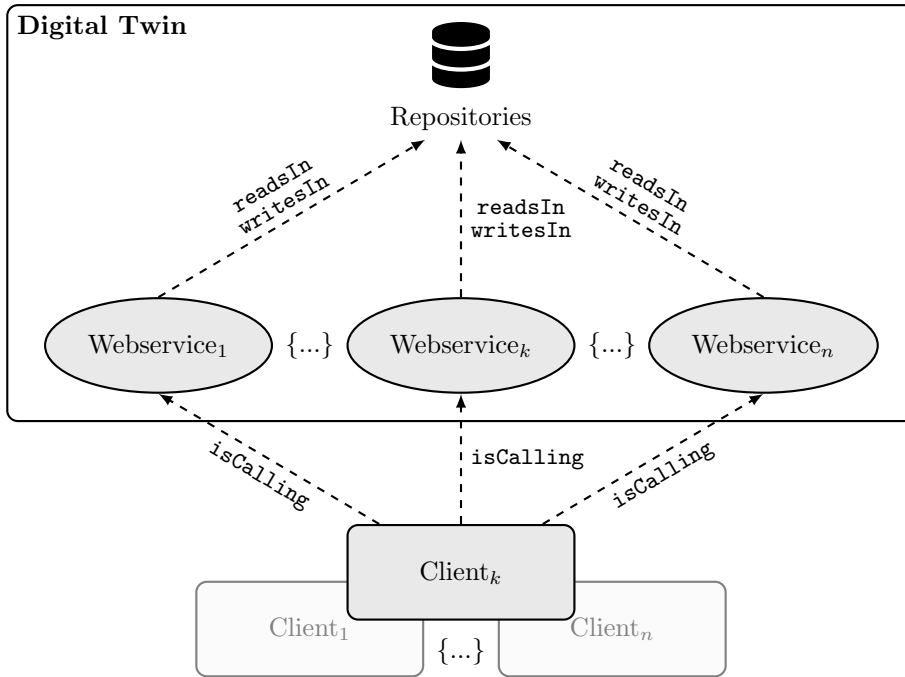 Digital Twin
Repositories
readsIn
writesIn
readsIn
writesIn
readsIn
writesIn
Webservice₁ {...} Webserviceₖ {...} Webserviceₙ
isCalling
isCalling
isCalling
Clientₖ
Client₁ {...} Clientₙ